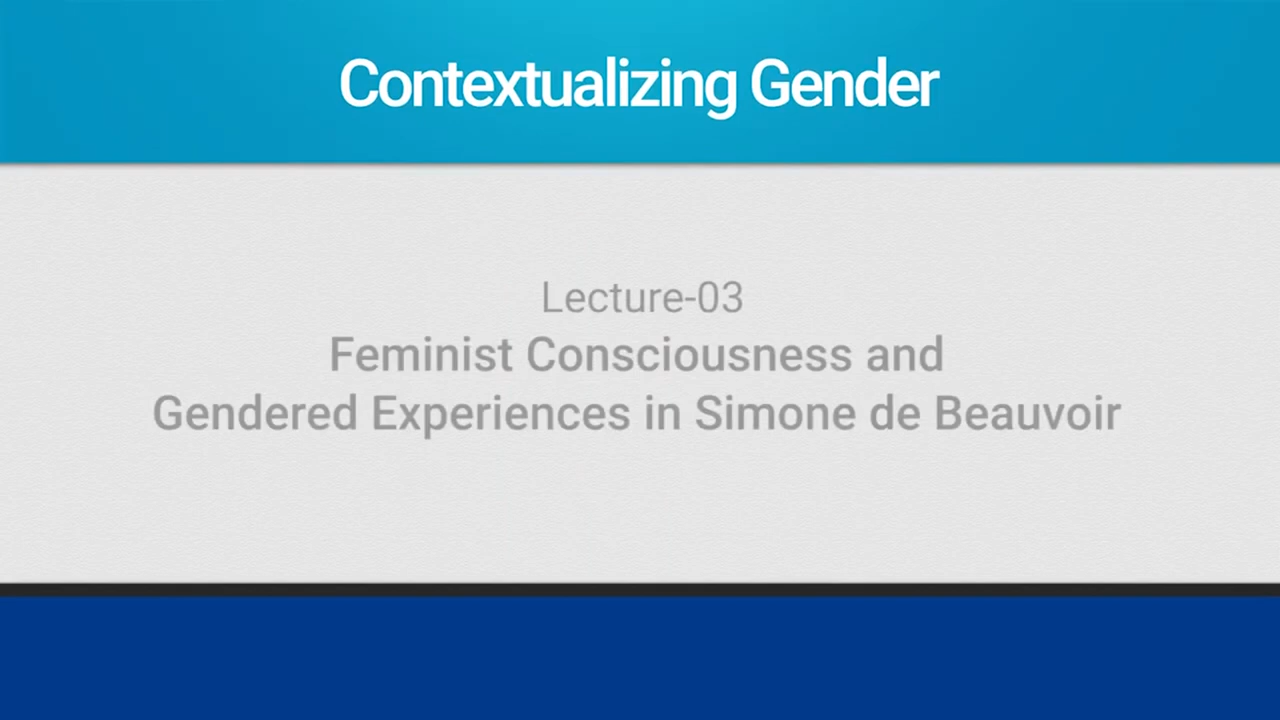 Contextualizing Gender
Lecture-03
Feminist Consciousness and
Gendered Experiences in Simone de Beauvoir